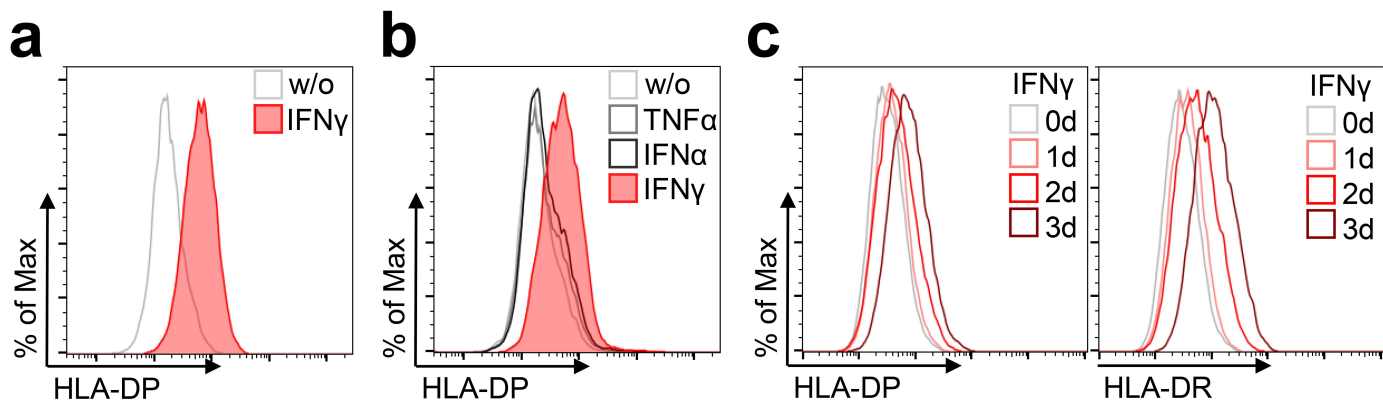 a
w/o
IFNγ
% of Max
HLA-DP
b
w/o
TNFα
IFNα
IFNγ
% of Max
HLA-DP
c
IFNγ
0d
1d
2d
3d
% of Max
HLA-DP
IFNγ
0d
1d
2d
3d
HLA-DR